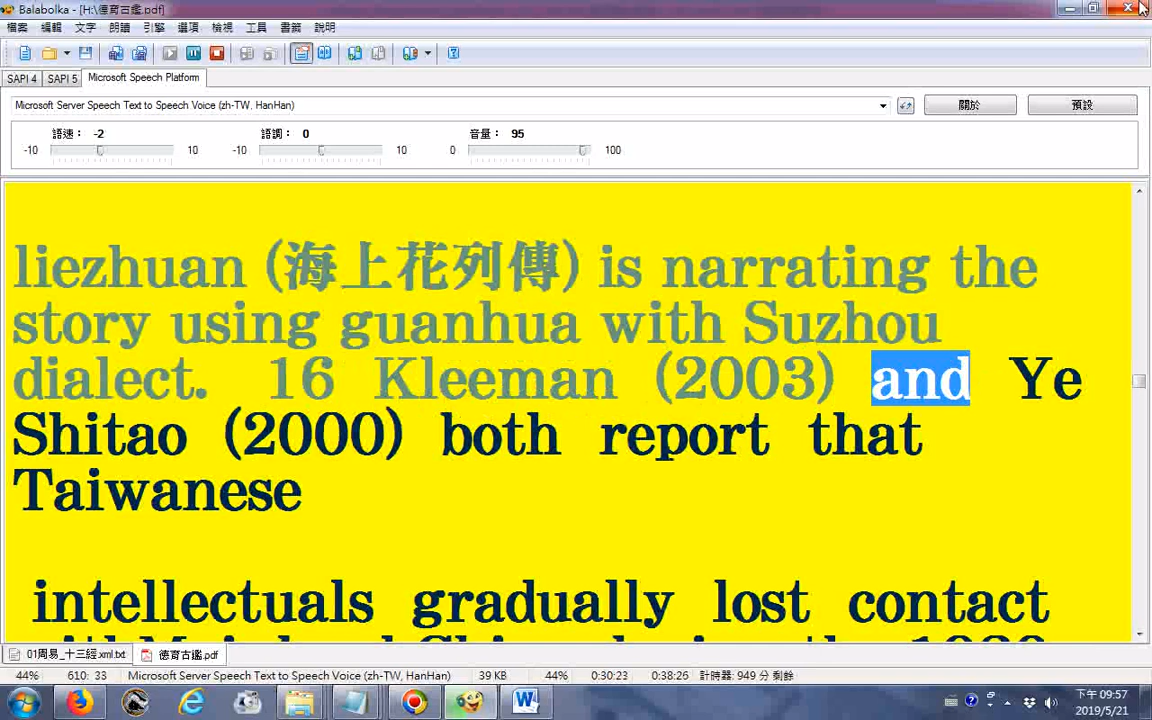 Balabolka - [H:\德育古鑑.pdf]
檔案 編輯 文字 朗讀 引擎 選項 檢視 工具 書籤 說明
SAPI 4 SAPI 5 Microsoft Speech Platform
Microsoft Server Speech Text to Speech Voice (zh-TW, HanHan) 關於 預設
語速： -2 語調： 0 音量： 95
-10 10 -10 10 0 100
liezhuan (海上花列傳) is narrating the
story using guanhua with Suzhou
dialect. 16 Kleeman (2003) and Ye
Shitao (2000) both report that
Taiwanese
intellectuals gradually lost contact
01周易_十三經.xml.txt 德育古鑑.pdf
44% 610: 33 Microsoft Server Speech Text to Speech Voice (zh-TW, HanHan) 39 KB 44% 0:30:23 0:38:26 計時器: 949 分 剩餘
下午 09:57
2019/5/21